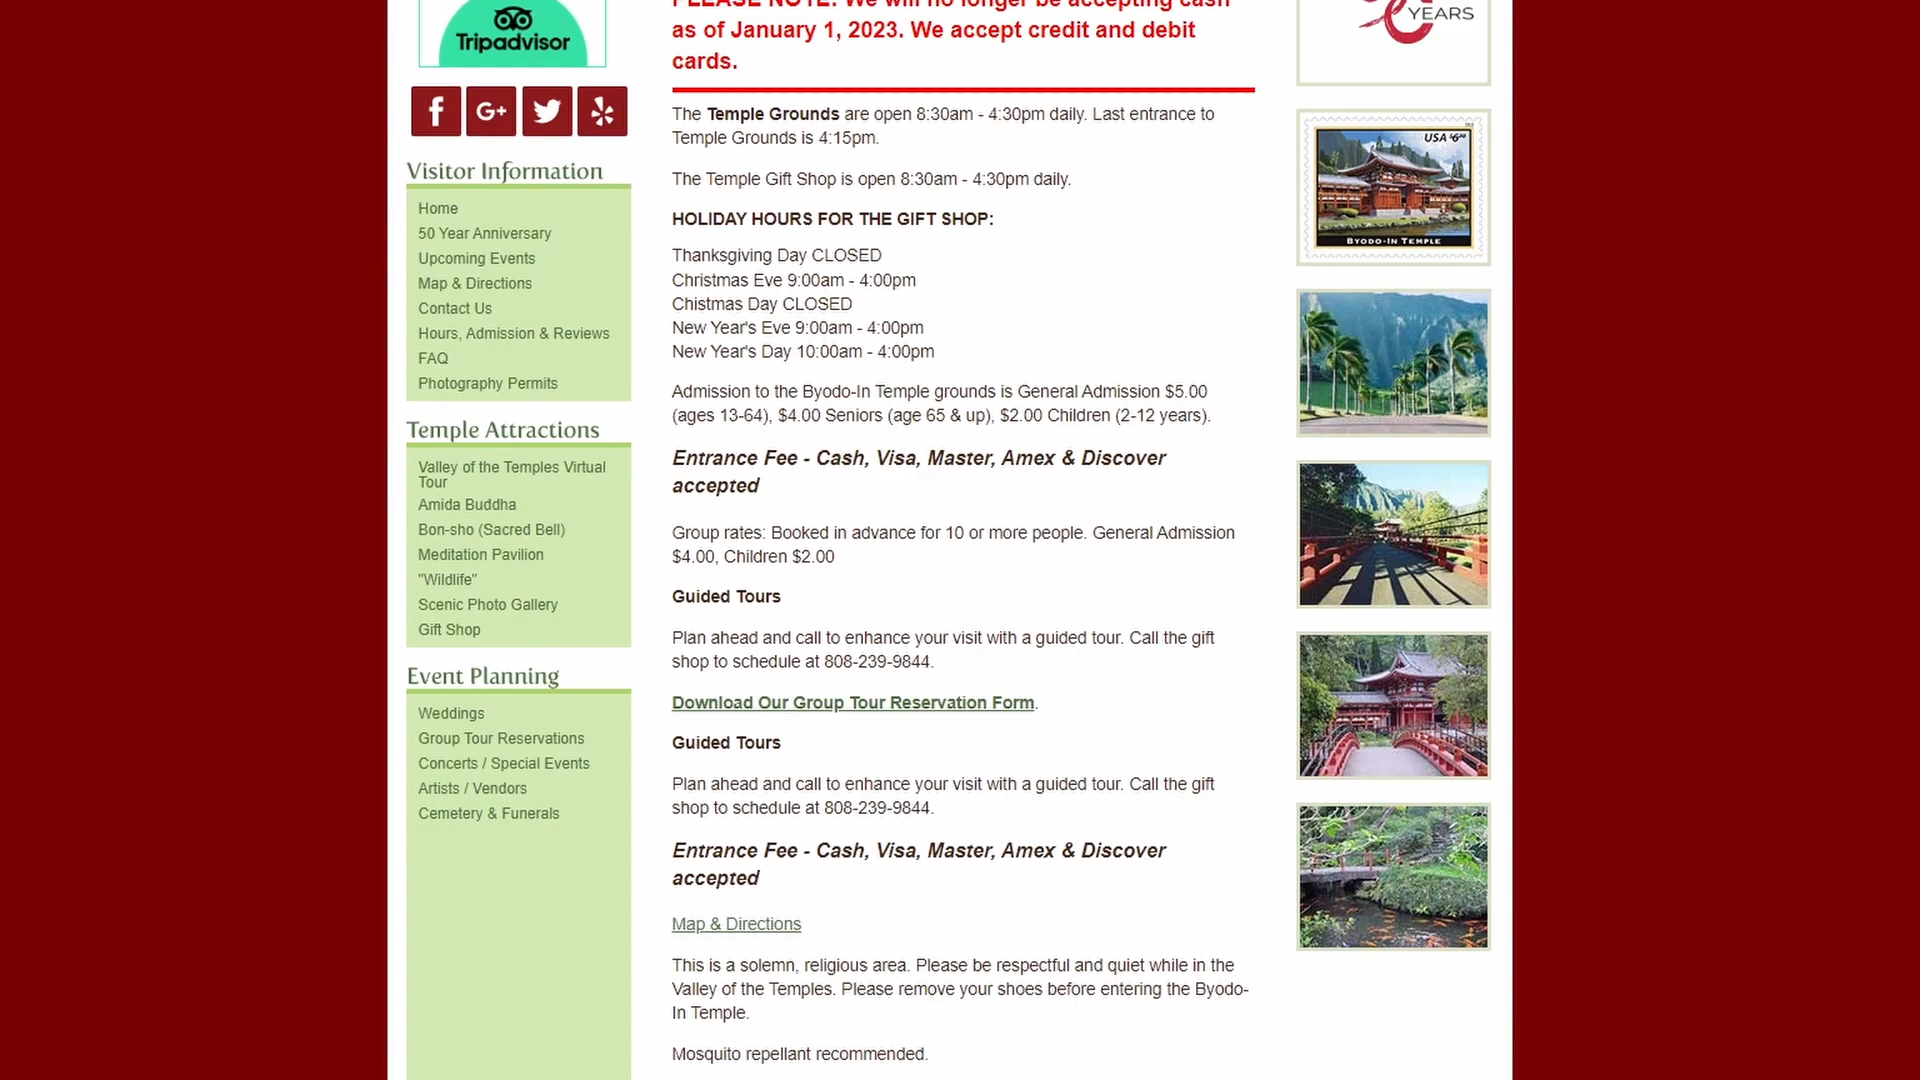 Tripadvisor
f G+
Visitor Information
Home
50 Year Anniversary
Upcoming Events
Map & Directions
Contact Us
Hours, Admission & Reviews
FAQ
Photography Permits
Temple Attractions
Valley of the Temples Virtual
Tour
Amida Buddha
Bon-sho (Sacred Bell)
Meditation Pavilion
"Wildlife"
Scenic Photo Gallery
Gift Shop
Event Planning
Weddings
Group Tour Reservations
Concerts / Special Events
Artists / Vendors
Cemetery & Funerals
PLEASE NOTE: We will no longer be accepting cash
as of January 1, 2023. We accept credit and debit
cards.
The Temple Grounds are open 8:30am - 4:30pm daily. Last entrance to
Temple Grounds is 4:15pm.
The Temple Gift Shop is open 8:30am - 4:30pm daily.
HOLIDAY HOURS FOR THE GIFT SHOP:
Thanksgiving Day CLOSED
Christmas Eve 9:00am - 4:00pm
Chistmas Day CLOSED
New Year's Eve 9:00am - 4:00pm
New Year's Day 10:00am - 4:00pm
Admission to the Byodo-In Temple grounds is General Admission $5.00
(ages 13-64), $4.00 Seniors (age 65 & up), $2.00 Children (2-12 years).
Entrance Fee - Cash, Visa, Master, Amex & Discover
accepted
Group rates: Booked in advance for 10 or more people. General Admission
$4.00, Children $2.00
Guided Tours
Plan ahead and call to enhance your visit with a guided tour. Call the gift
shop to schedule at 808-239-9844.
Download Our Group Tour Reservation Form.
Guided Tours
Plan ahead and call to enhance your visit with a guided tour. Call the gift
shop to schedule at 808-239-9844.
Entrance Fee - Cash, Visa, Master, Amex & Discover
accepted
Map & Directions
This is a solemn, religious area. Please be respectful and quiet while in the
Valley of the Temples. Please remove your shoes before entering the Byodo-
In Temple.
Mosquito repellant recommended.
YEARS
USA
BYODO-IN TEMPLE